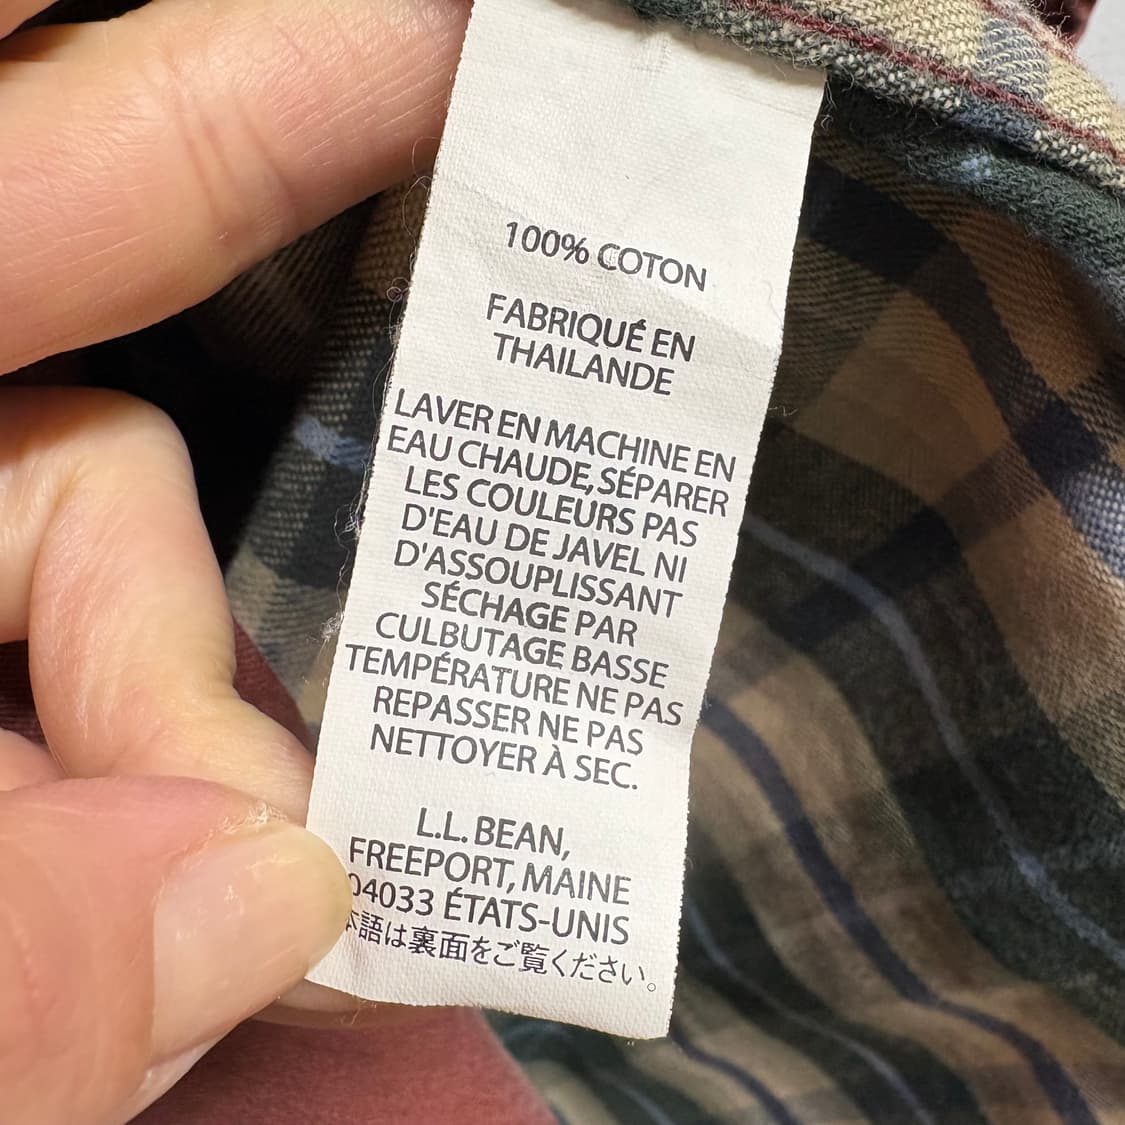 100% COTON
FABRIQUÉ EN
THAILANDE
LAVER EN MACHINE EN
EAU CHAUDE, SÉPARER
LES COULEURS PAS
D'EAU DE JAVEL NI
D'ASSOUPLISSANT
SÉCHAGE PAR
CULBUTAGE BASSE
TEMPÉRATURE NE PAS
REPASSER NE PAS
NETTOYER À SEC.
L.L. BEAN,
FREEPORT, MAINE
04033 ÉTATS-UNIS
本語は裏面をご覧ください。